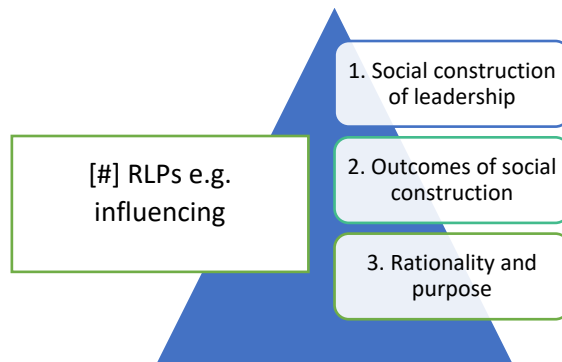 1. Social construction
of leadership
[#] RLPs e.g.
influencing
2. Outcomes of social
construction
3. Rationality and
purpose